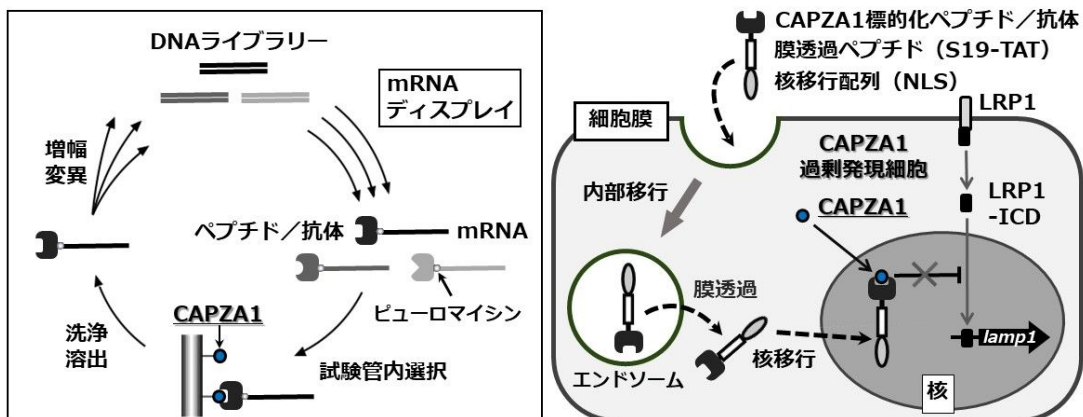 DNAライブラリー
mRNA
ディスプレイ
増幅
変異
ペプチド／抗体
mRNA
ピューロマイシン
CAPZA1
洗浄
溶出
試験管内選択
CAPZA1標的化ペプチド／抗体
膜透過ペプチド（S19-TAT）
核移行配列（NLS）
細胞膜
LRP1
CAPZA1
過剰発現細胞
内部移行
CAPZA1
LRP1
-ICD
膜透過
核移行
エンドソーム
lamp1
核